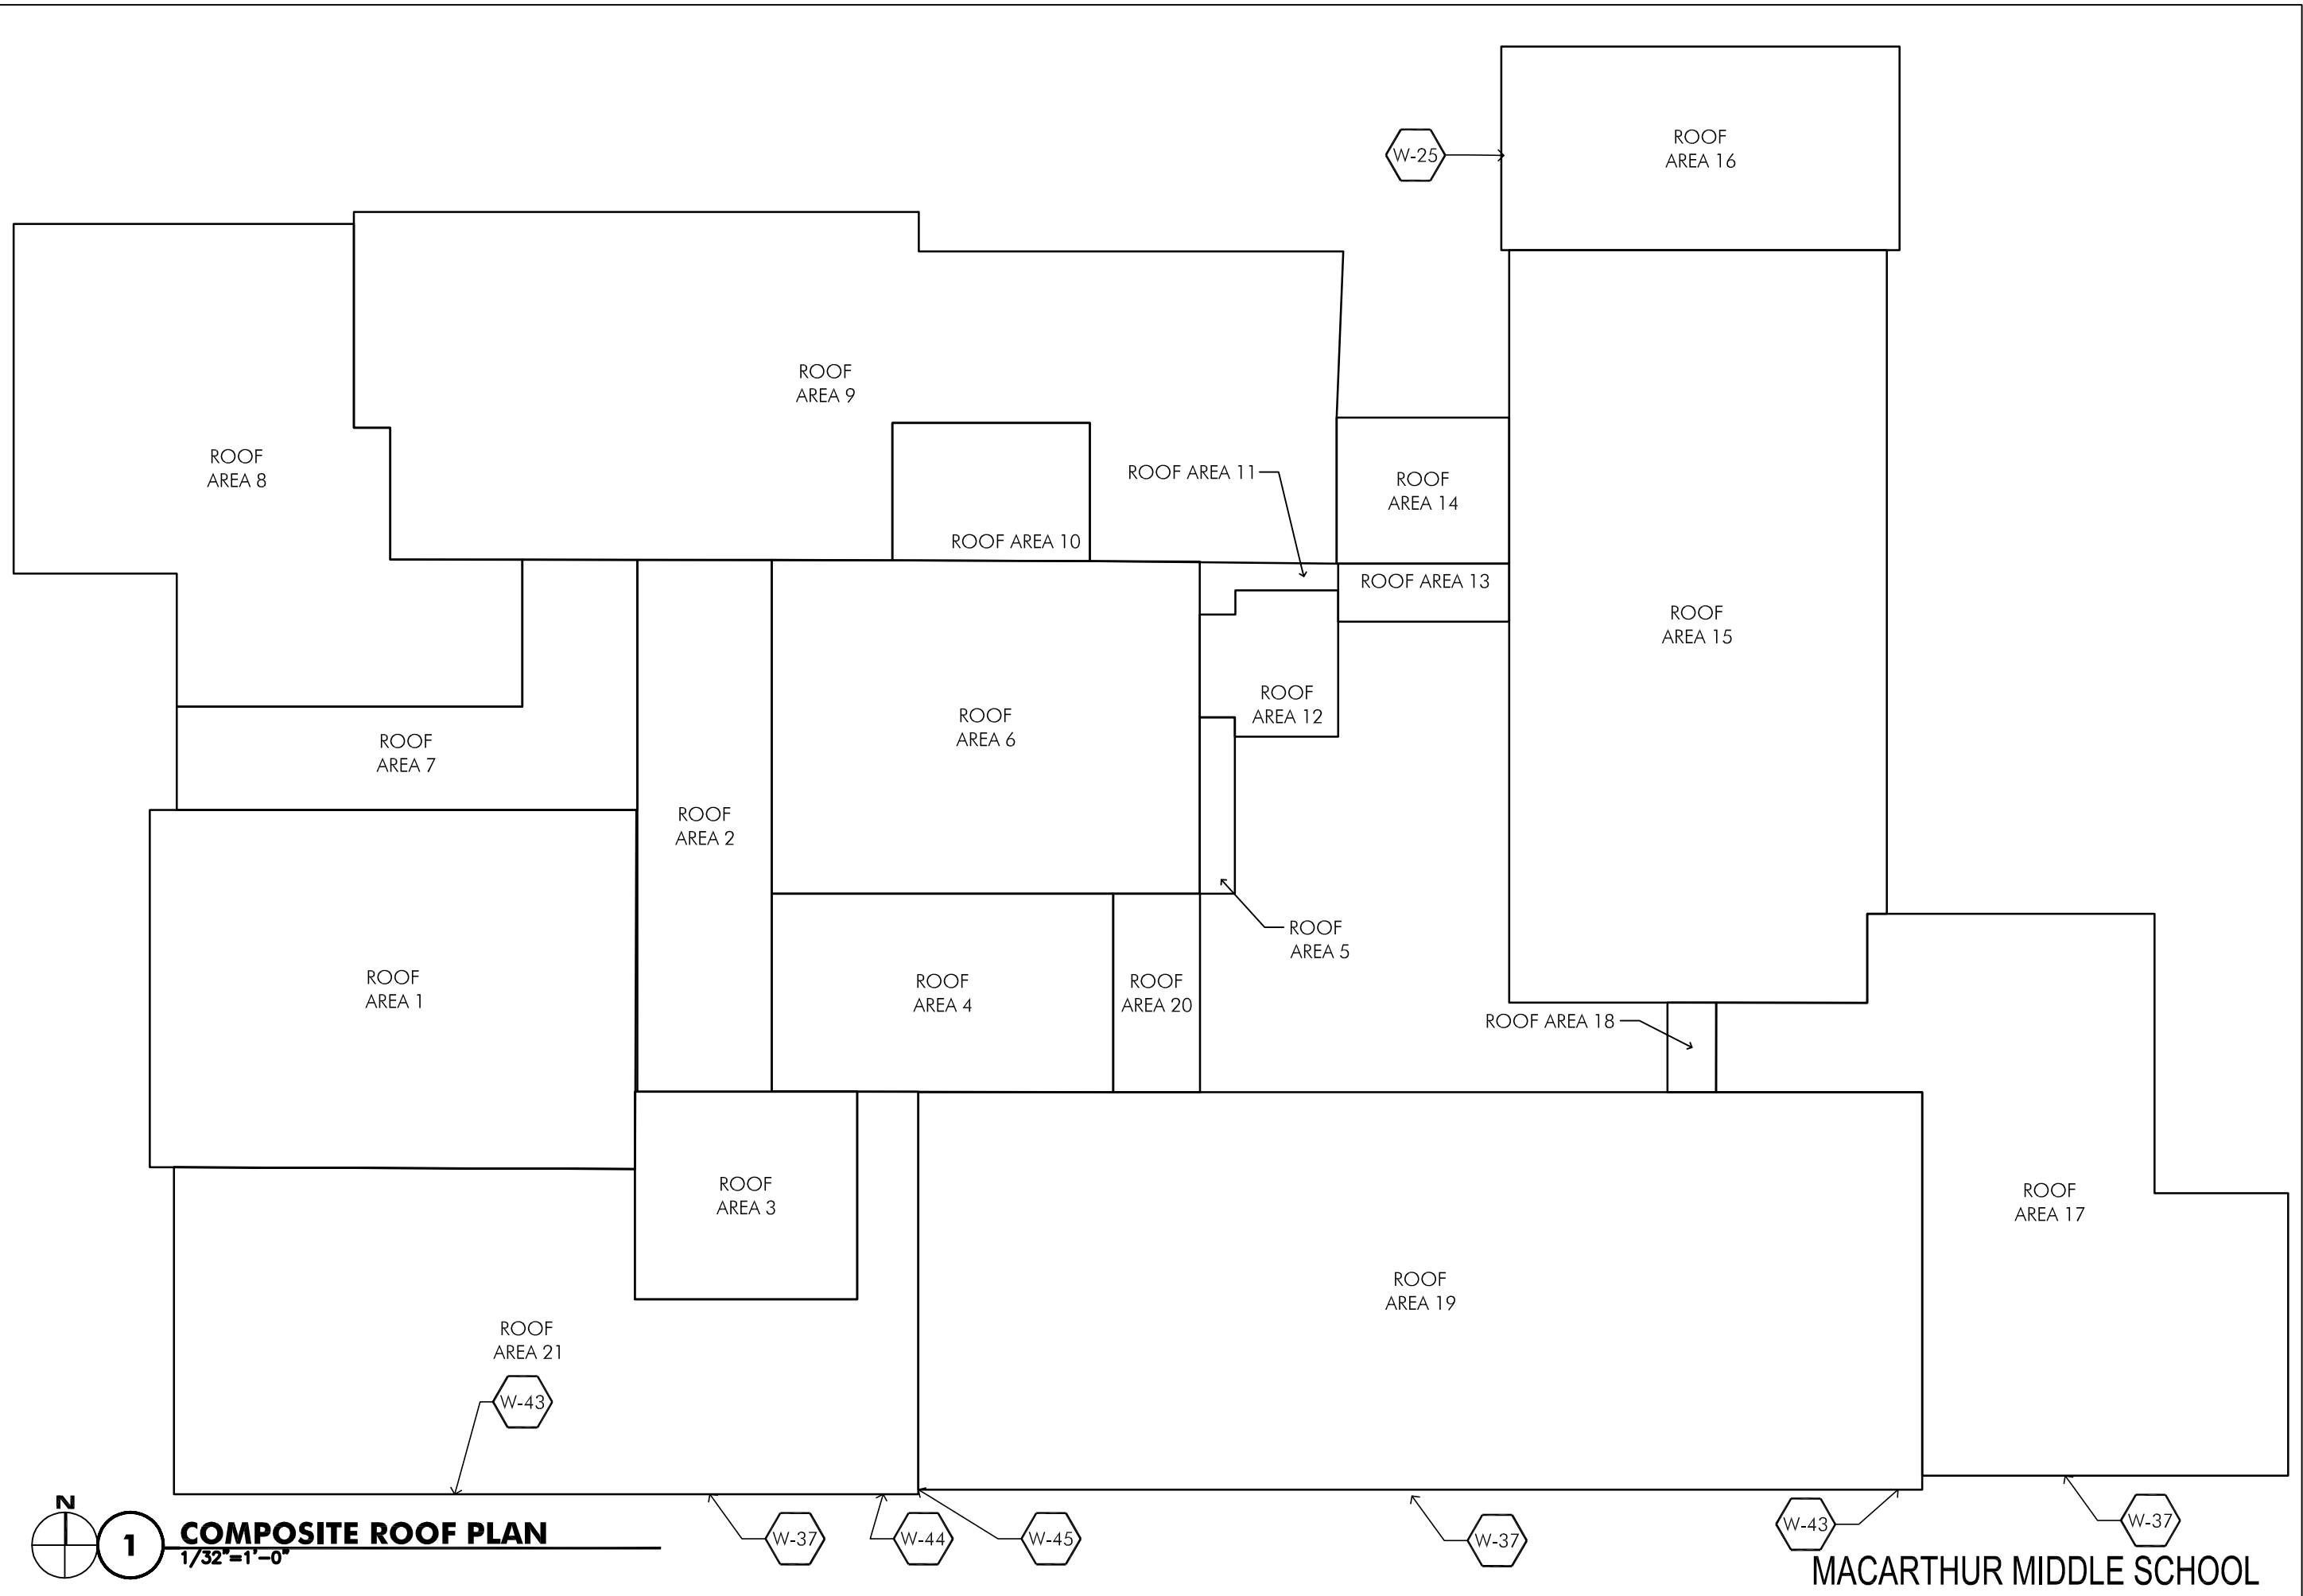 ROOF
AREA 16
W-25
ROOF
AREA 9
ROOF
AREA 8
ROOF AREA 11
ROOF
AREA 14
ROOF AREA 10
ROOF AREA 13
ROOF
AREA 15
ROOF
AREA 12
ROOF
AREA 6
ROOF
AREA 7
ROOF
AREA 2
ROOF
AREA 5
ROOF
AREA 1
ROOF
AREA 4
ROOF
AREA 20
ROOF AREA 18
ROOF
AREA 3
ROOF
AREA 17
ROOF
AREA 19
ROOF
AREA 21
W-43
W-37
W-44
W-45
W-37
W-43
W-37
N
1
COMPOSITE ROOF PLAN
1/32"=1'-0"
MACARTHUR MIDDLE SCHOOL